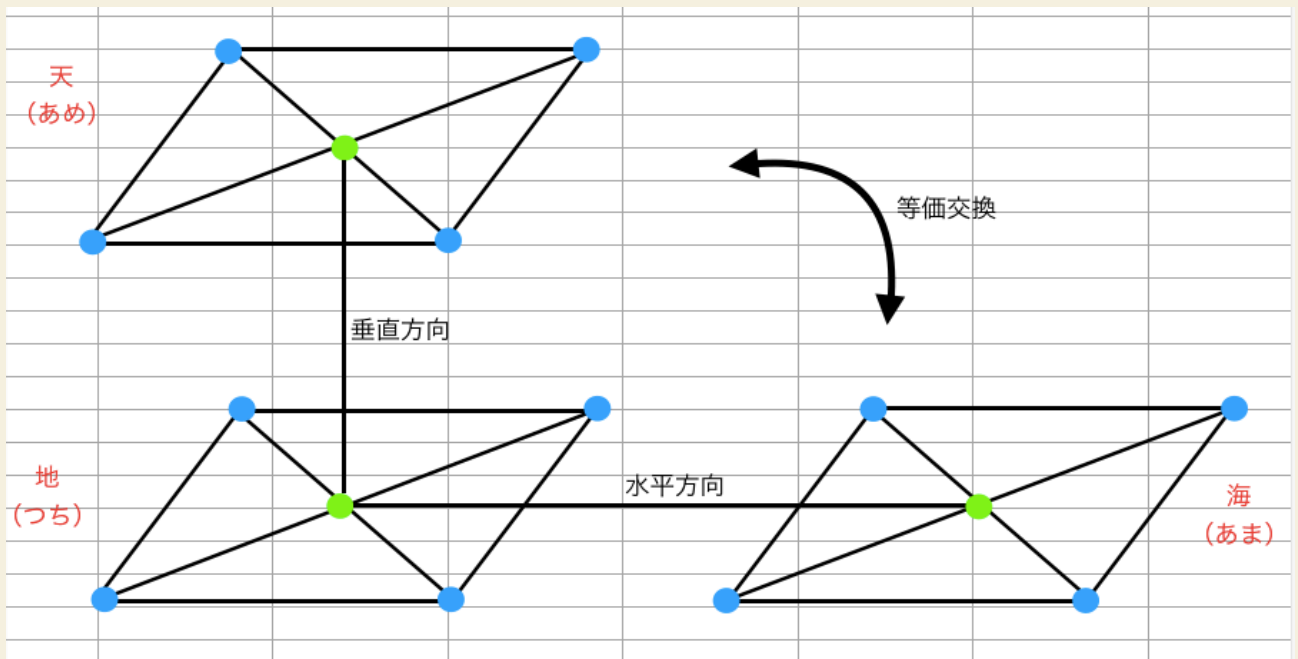 天
（あめ）
等価交換
垂直方向
地
（つち）
水平方向
海
（あま）